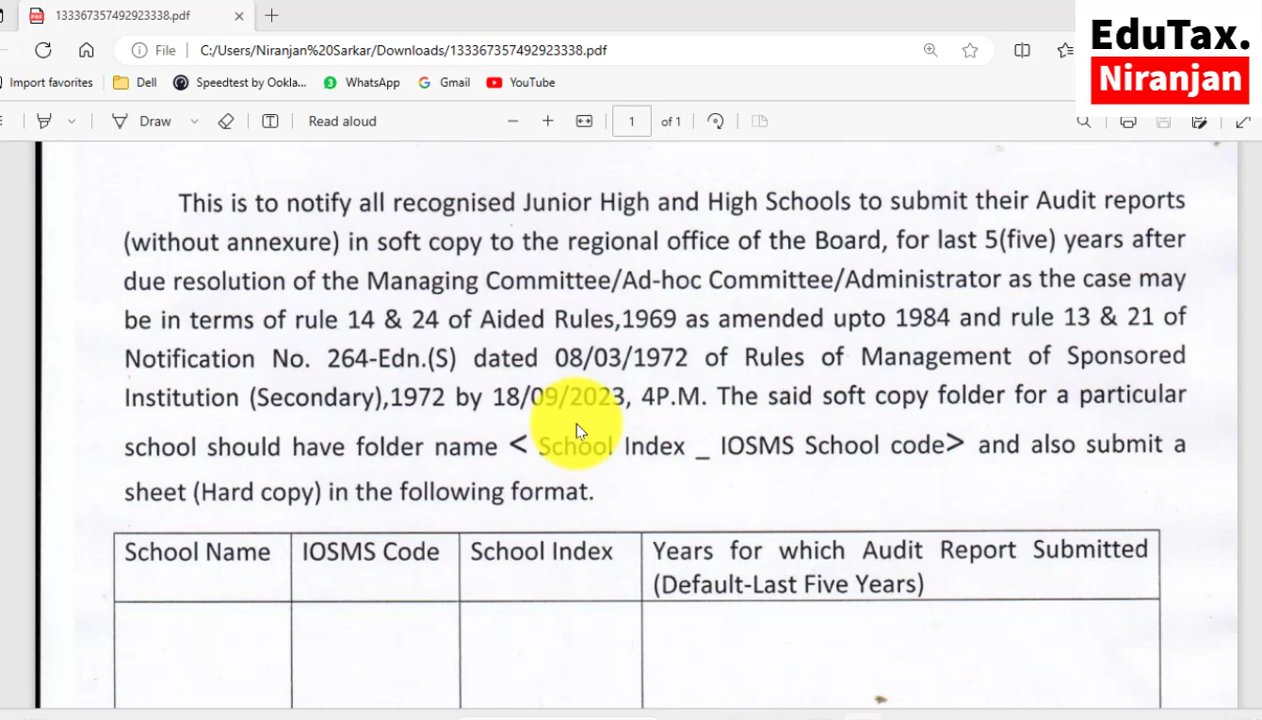 133367357492923338.pdf
EduTax.
Niranjan
File C:/Users/Niranjan%20Sarkar/Downloads/133367357492923338.pdf
Import favorites Dell Speedtest by Ookla... WhatsApp Gmail YouTube
Draw Read aloud 1 of 1
This is to notify all recognised Junior High and High Schools to submit their Audit reports
(without annexure) in soft copy to the regional office of the Board, for last 5(five) years after
due resolution of the Managing Committee/Ad-hoc Committee/Administrator as the case may
be in terms of rule 14 & 24 of Aided Rules,1969 as amended upto 1984 and rule 13 & 21 of
Notification No. 264-Edn.(S) dated 08/03/1972 of Rules of Management of Sponsored
Institution (Secondary),1972 by 18/09/2023, 4P.M. The said soft copy folder for a particular
school should have folder name < School Index _ IOSMS School code> and also submit a
sheet (Hard copy) in the following format.
School Name IOSMS Code School Index Years for which Audit Report Submitted
(Default-Last Five Years)